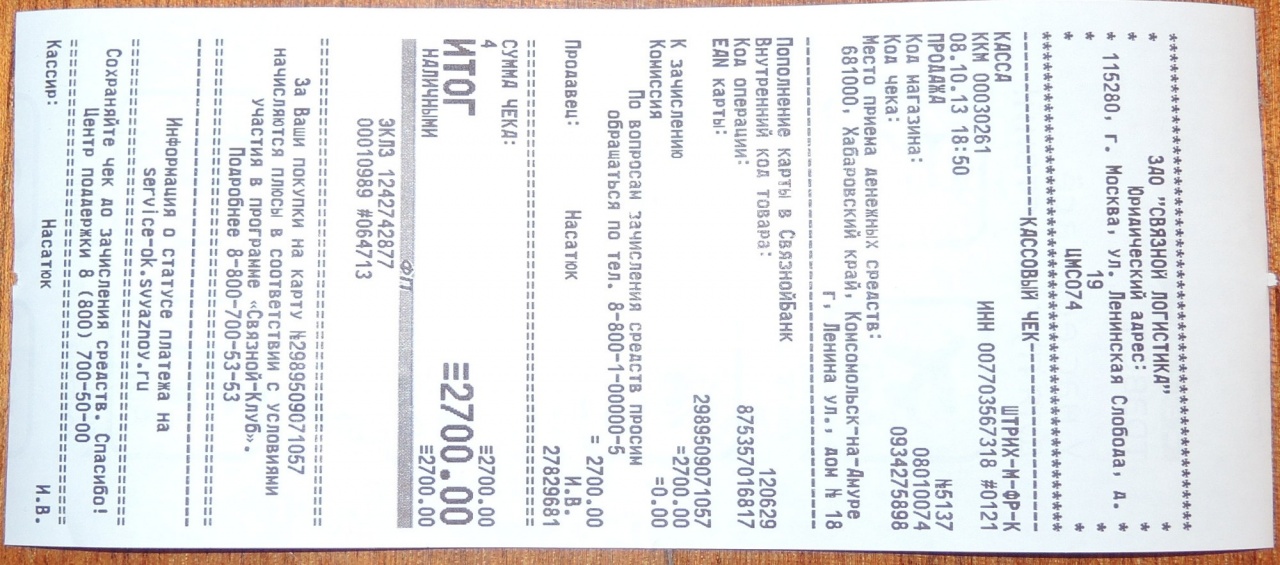 ****************************************
* ЗАО "СВЯЗНОЙ ЛОГИСТИКА" *
* Юридический адрес: *
* 115280, г. Москва, ул. Ленинская Слобода, д. *
* 19 *
* ЦМС074 *
****************************************
------------КАССОВЫЙ ЧЕК------------
КАССА ШТРИХ-М-ФР-К
ККМ 00030261 ИНН 007703567318 #0121
08.10.13 18:50
ПРОДАЖА №5137
Код магазина: 08010074
Код чека: 0934275898
Место приема денежных средств:
681000, Хабаровский край, Комсомольск-на-Амуре
г, Ленина ул., дом № 18
----------------------------------------
Пополнение карты в СвязнойБанк
Внутренний код товара: 120629
Код операции: 875357016817
EAN карты: 2989509071057
К зачислению =2700.00
Комиссия =0.00
По вопросам зачисления средств просим
обращаться по тел. 8-800-1-00000-5
= 2700.00
Продавец: Насатюк И.В.
27829681
========================================
СУММА ЧЕКА: =2700.00
4
ИТОГ =2700.00
НАЛИЧНЫМИ =2700.00
ФП
ЭКЛЗ 1242742877
00010989 #064713
========================================
За Ваши покупки на карту №2989509071057
начисляются плюсы в соответствии с условиями
участия в программе «Связной-Клуб».
Подробнее 8-800-700-53-53
========================================
----------------------------------------
Информация о статусе платежа на
service-ok.svyaznoy.ru
========================================
Сохраняйте чек до зачисления средств. Спасибо!
Центр поддержки 8 (800) 700-50-00
========================================
Кассир: Насатюк И.В.